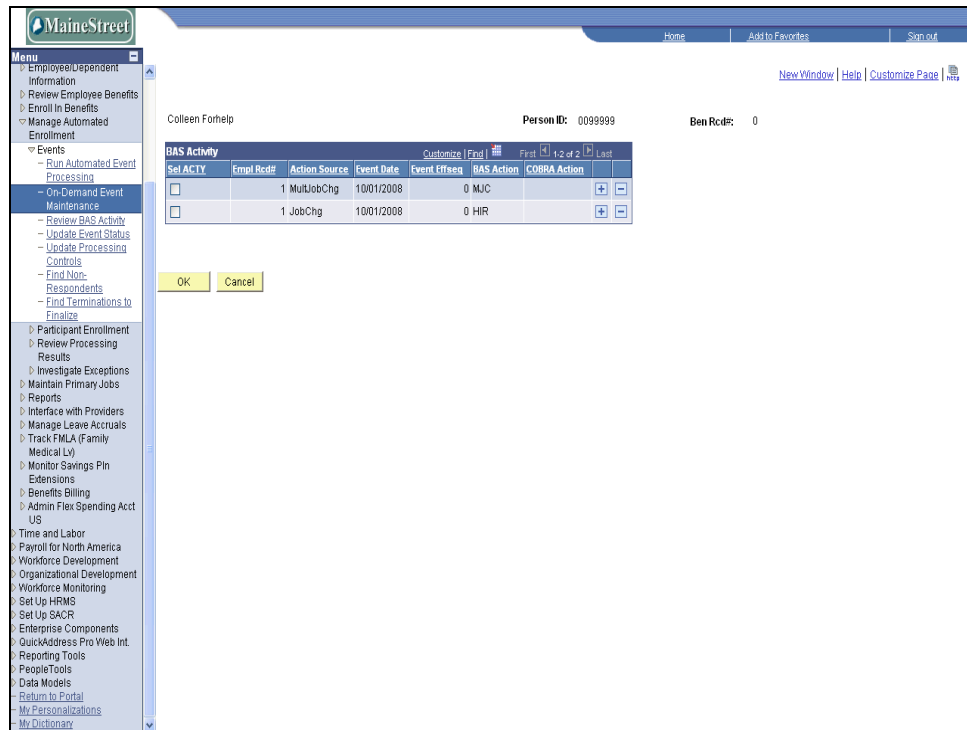 MaineStreet
Home
Add to Favorites
Sign out
Menu
Employee/Dependent
Information
Review Employee Benefits
Enroll In Benefits
Manage Automated
Enrollment
Events
– Run Automated Event
Processing
– On-Demand Event
Maintenance
– Review BAS Activity
– Update Event Status
– Update Processing
Controls
– Find Non-
Respondents
– Find Terminations to
Finalize
Participant Enrollment
Review Processing
Results
Investigate Exceptions
Maintain Primary Jobs
Reports
Interface with Providers
Manage Leave Accruals
Track FMLA (Family
Medical Lv)
Monitor Savings Pln
Extensions
Benefits Billing
Admin Flex Spending Acct
US
Time and Labor
Payroll for North America
Workforce Development
Organizational Development
Workforce Monitoring
Set Up HRMS
Set Up SACR
Enterprise Components
QuickAddress Pro Web Int.
Reporting Tools
PeopleTools
Data Models
– Return to Portal
– My Personalizations
– My Dictionary
New Window | Help | Customize Page | http
Colleen Forhelp Person ID: 0099999 Ben Rcd#: 0
BAS Activity Customize | Find | First 1-2 of 2 Last
Sel ACTY Empl Rcd# Action Source Event Date Event Effseq BAS Action COBRA Action
1 MultJobChg 10/01/2008 0 MJC + -
1 JobChg 10/01/2008 0 HIR + -
OK Cancel